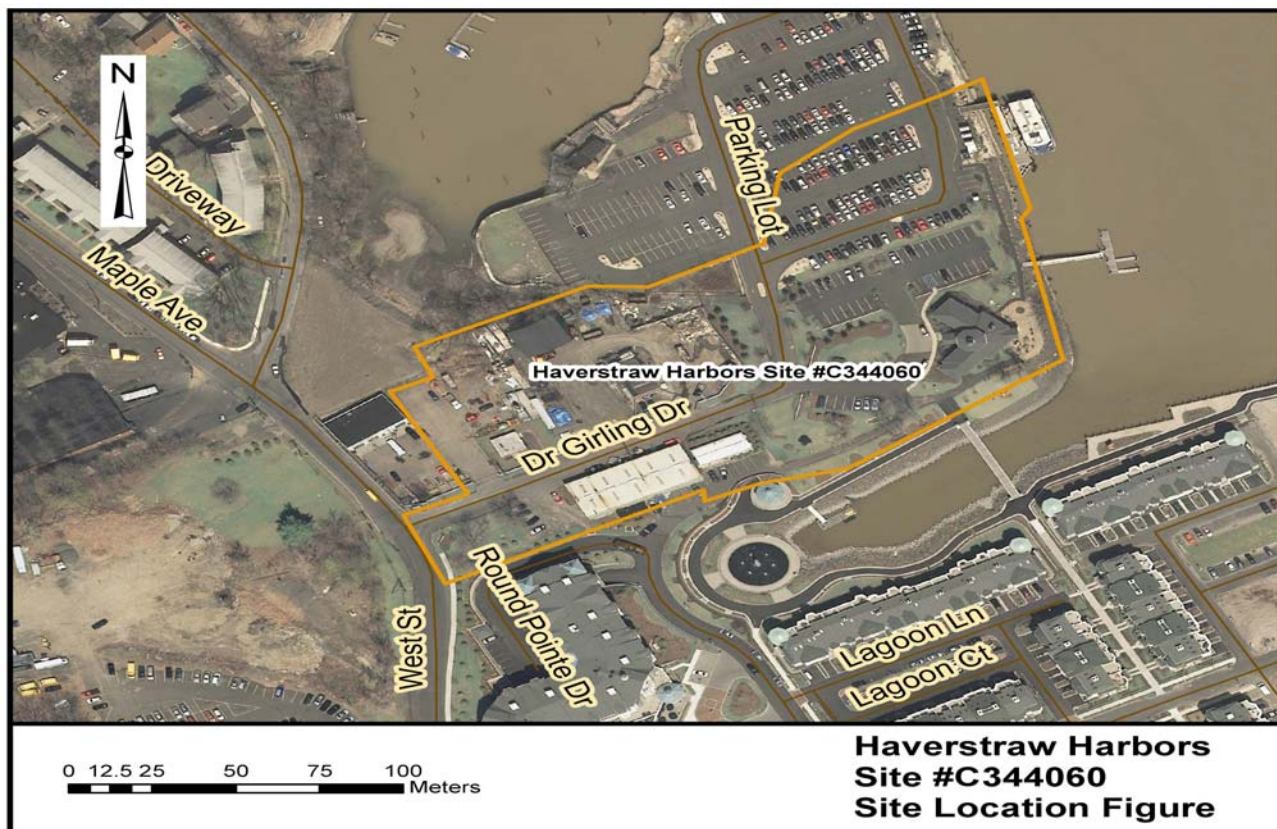 N
Driveway
Maple Ave
Parking Lot
Haverstraw Harbors Site #C344060
Dr Girling Dr
Round Pointe Dr
West St
Lagoon Ln
Lagoon Ct
0 12.5 25 50 75 100
Meters
Haverstraw Harbors
Site #C344060
Site Location Figure